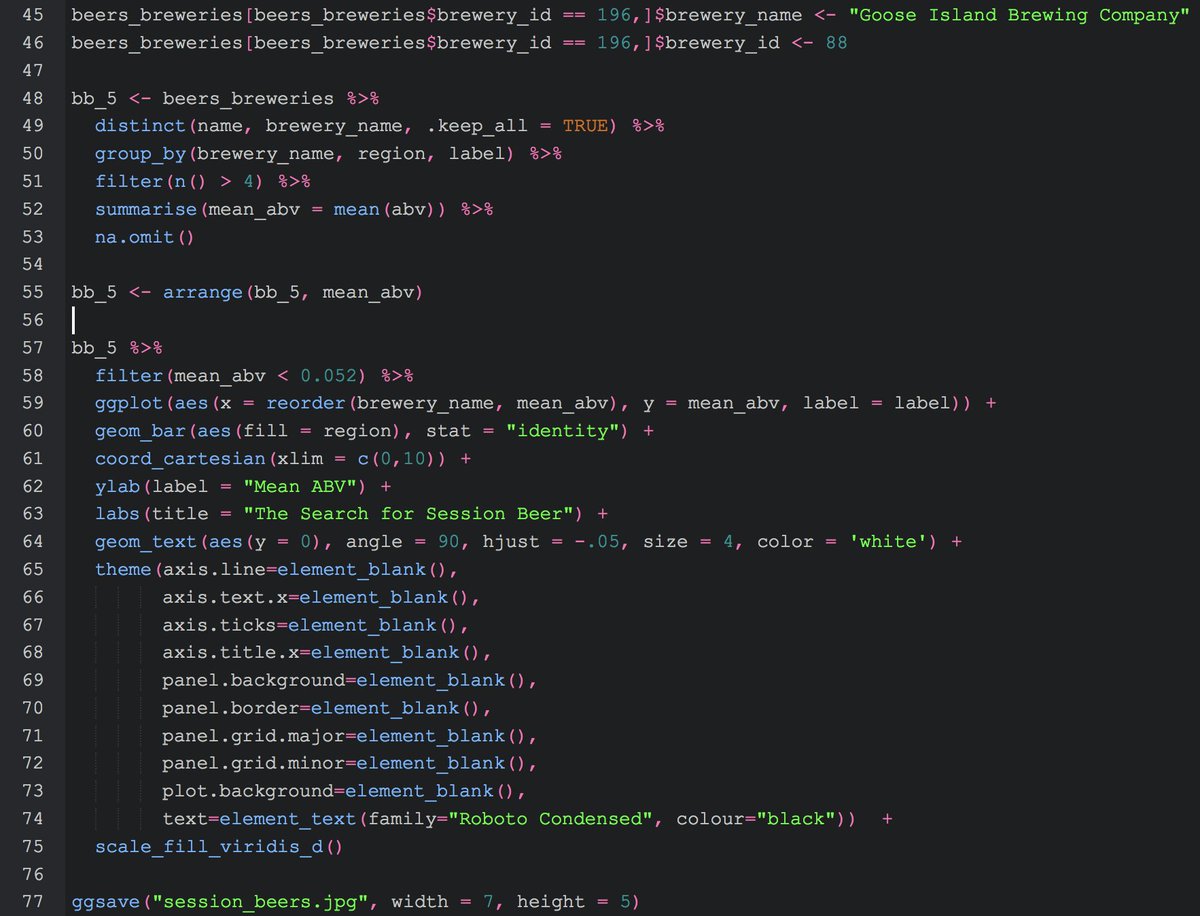 45 beers_breweries[beers_breweries$brewery_id == 196,]$brewery_name <- "Goose Island Brewing Company"
46 beers_breweries[beers_breweries$brewery_id == 196,]$brewery_id <- 88
47
48 bb_5 <- beers_breweries %>%
49   distinct(name, brewery_name, .keep_all = TRUE) %>%
50   group_by(brewery_name, region, label) %>%
51   filter(n() > 4) %>%
52   summarise(mean_abv = mean(abv)) %>%
53   na.omit()
54
55 bb_5 <- arrange(bb_5, mean_abv)
56
57 bb_5 %>%
58   filter(mean_abv < 0.052) %>%
59   ggplot(aes(x = reorder(brewery_name, mean_abv), y = mean_abv, label = label)) +
60   geom_bar(aes(fill = region), stat = "identity") +
61   coord_cartesian(xlim = c(0,10)) +
62   ylab(label = "Mean ABV") +
63   labs(title = "The Search for Session Beer") +
64   geom_text(aes(y = 0), angle = 90, hjust = -.05, size = 4, color = 'white') +
65   theme(axis.line=element_blank(),
66         axis.text.x=element_blank(),
67         axis.ticks=element_blank(),
68         axis.title.x=element_blank(),
69         panel.background=element_blank(),
70         panel.border=element_blank(),
71         panel.grid.major=element_blank(),
72         panel.grid.minor=element_blank(),
73         plot.background=element_blank(),
74         text=element_text(family="Roboto Condensed", colour="black"))  +
75   scale_fill_viridis_d()
76
77 ggsave("session_beers.jpg", width = 7, height = 5)